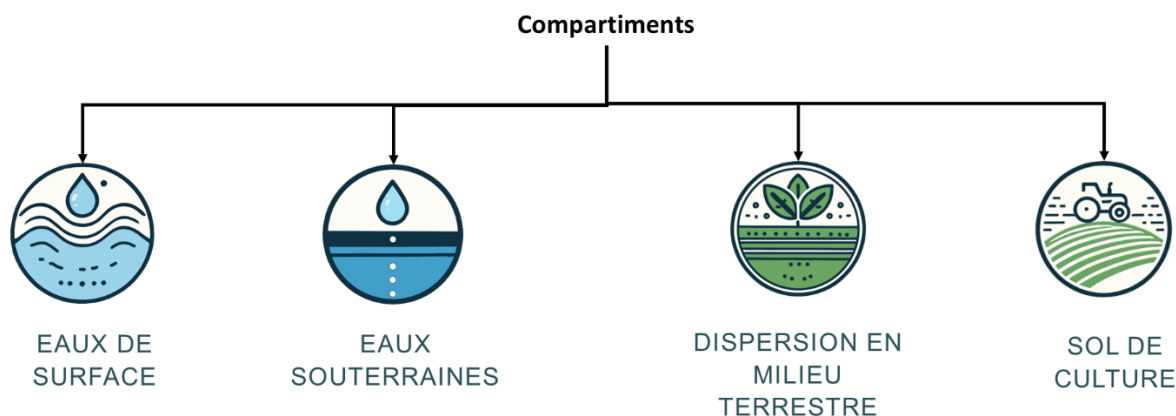 Compartiments
EAUX DE
SURFACE
EAUX
SOUTERRAINES
DISPERSION EN
MILIEU
TERRESTRE
SOL DE
CULTURE